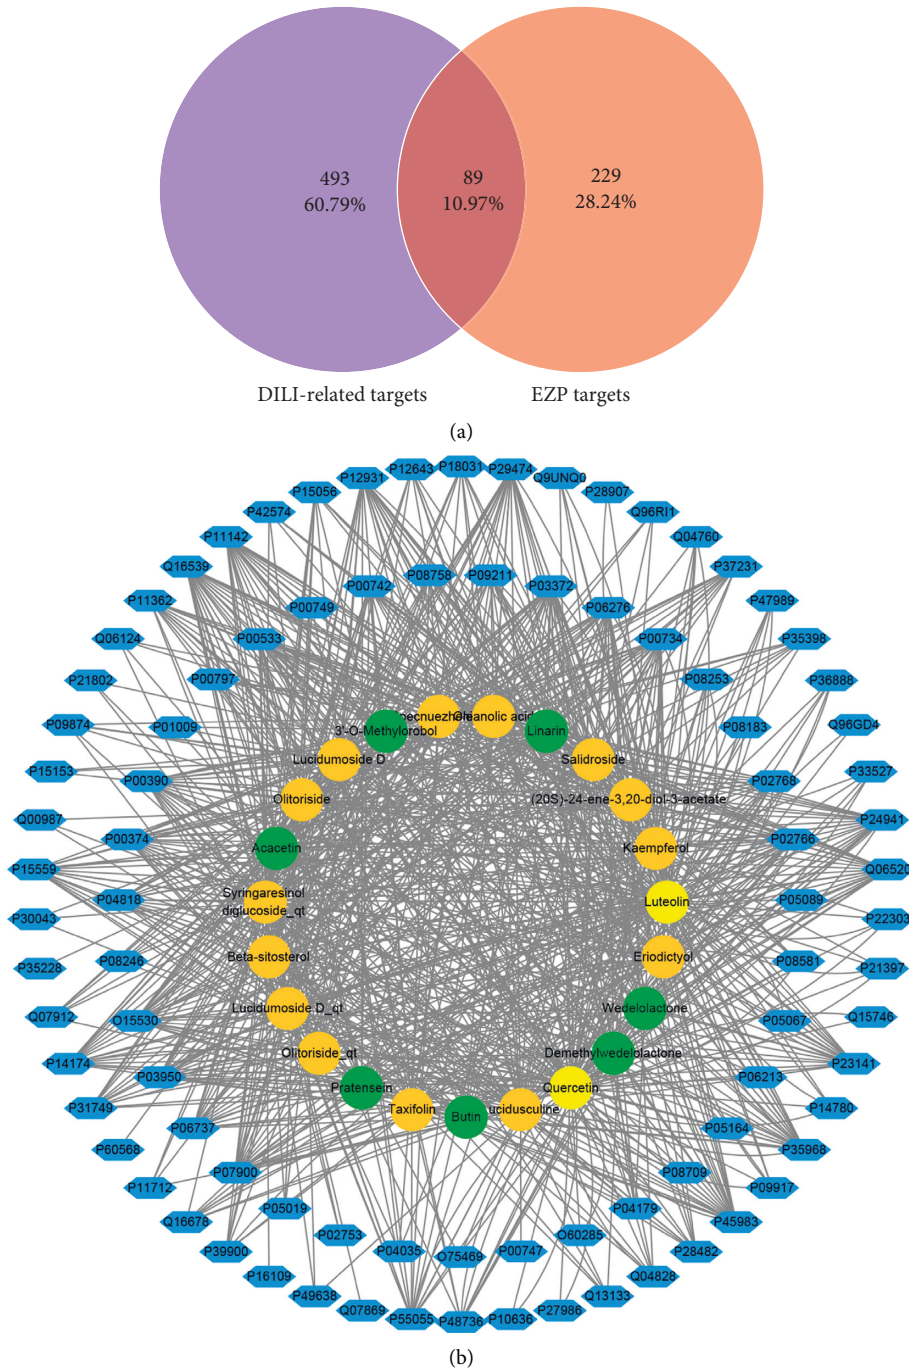 493
60.79%
89
10.97%
229
28.24%
DILI-related targets
EZP targets
(a)
P18031
P12643
P29474
P12931
Q9UNQ0
P15056
P28907
P42574
Q96RI1
P11142
Q04760
Q16539
P37231
P11362
P47989
Q06124
P35398
P21802
P36888
P09874
Q96GD4
P15153
P33527
Q00987
P24941
P15559
Q06520
P30043
P22303
P35228
P21397
Q07912
Q15746
P14174
P23141
P31749
P14780
P60568
P35968
P11712
P09917
Q16678
P45983
P39900
P28482
P16109
Q04828
P49638
Q13133
Q07869
P27986
P55055
P48736
P10636
P08758
P09211
P00742
P03372
P00749
P06276
P00533
P00734
P00797
P08253
P01009
P08183
P00390
P02768
P00374
P02766
P04818
P05089
P08246
P08581
O15530
P05067
P03950
P06213
P06737
P05164
P07900
P08709
P05019
P04179
P02753
O60285
P04035
O75469
P00747
Oleanolic acid
3'-O-Methylorobol
Linarin
Lucidumoside D
Salidroside
Olitoriside
(20S)-24-ene-3,20-diol-3-acetate
Acacetin
Kaempferol
Syringaresinol
diglucoside_qt
Luteolin
Beta-sitosterol
Eriodictyol
Lucidumoside D_qt
Wedelolactone
Olitoriside_qt
Demethylwedelolactone
Pratensein
Quercetin
Taxifolin
Butin
ucidusculine
(b)